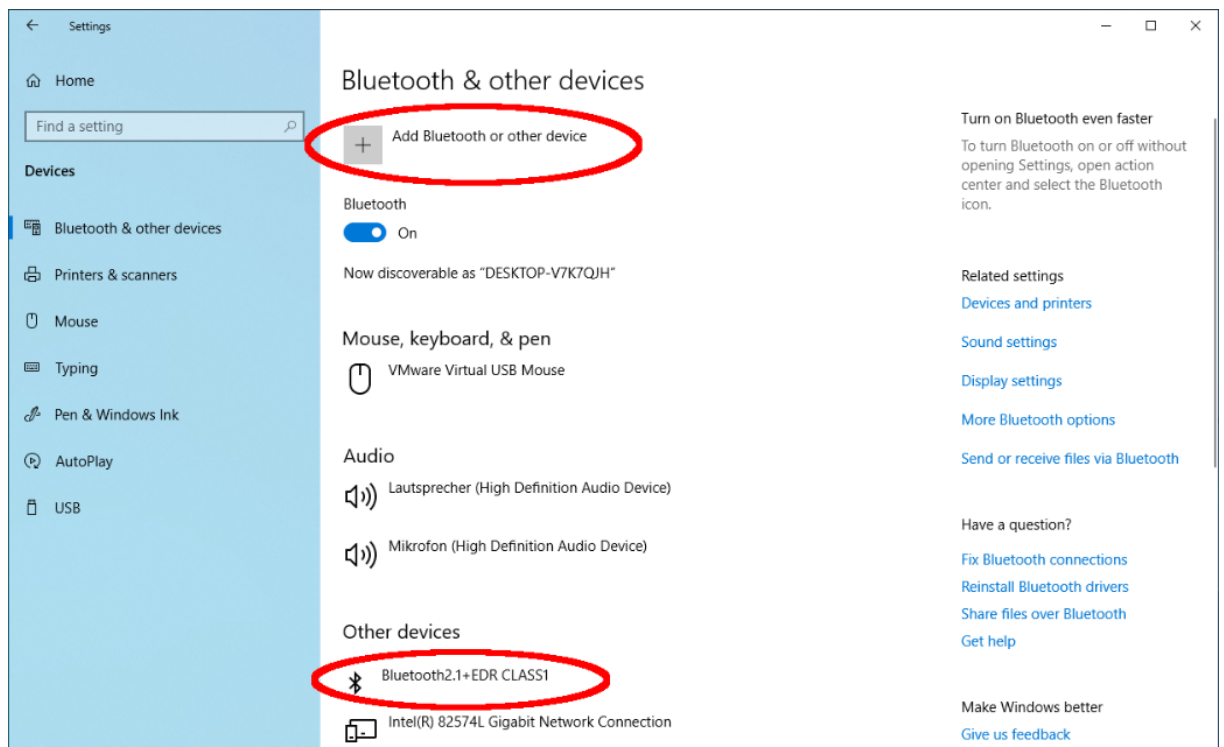 Settings
Home
Find a setting
Devices
Bluetooth & other devices
Printers & scanners
Mouse
Typing
Pen & Windows Ink
AutoPlay
USB
Bluetooth & other devices
Add Bluetooth or other device
Bluetooth
On
Now discoverable as “DESKTOP-V7K7QJH”
Mouse, keyboard, & pen
VMware Virtual USB Mouse
Audio
Lautsprecher (High Definition Audio Device)
Mikrofon (High Definition Audio Device)
Other devices
Bluetooth2.1+EDR CLASS1
Intel(R) 82574L Gigabit Network Connection
Turn on Bluetooth even faster
To turn Bluetooth on or off without
opening Settings, open action
center and select the Bluetooth
icon.
Related settings
Devices and printers
Sound settings
Display settings
More Bluetooth options
Send or receive files via Bluetooth
Have a question?
Fix Bluetooth connections
Reinstall Bluetooth drivers
Share files over Bluetooth
Get help
Make Windows better
Give us feedback